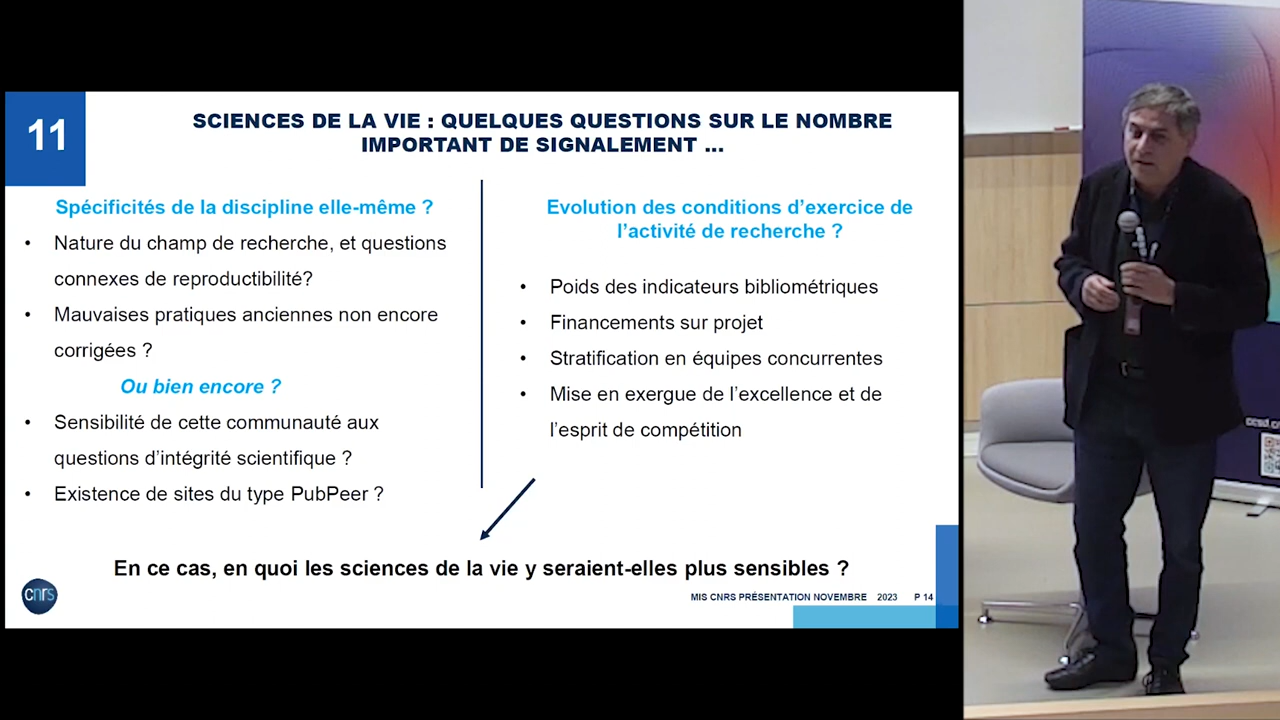 11
SCIENCES DE LA VIE : QUELQUES QUESTIONS SUR LE NOMBRE
IMPORTANT DE SIGNALEMENT ...
Spécificités de la discipline elle-même ?
• Nature du champ de recherche, et questions
connexes de reproductibilité?
• Mauvaises pratiques anciennes non encore
corrigées ?
Ou bien encore ?
• Sensibilité de cette communauté aux
questions d'intégrité scientifique ?
• Existence de sites du type PubPeer ?
Evolution des conditions d'exercice de
l'activité de recherche ?
• Poids des indicateurs bibliométriques
• Financements sur projet
• Stratification en équipes concurrentes
• Mise en exergue de l'excellence et de
l'esprit de compétition
En ce cas, en quoi les sciences de la vie y seraient-elles plus sensibles ?
cnrs
MIS CNRS PRÉSENTATION NOVEMBRE 2023 P 14